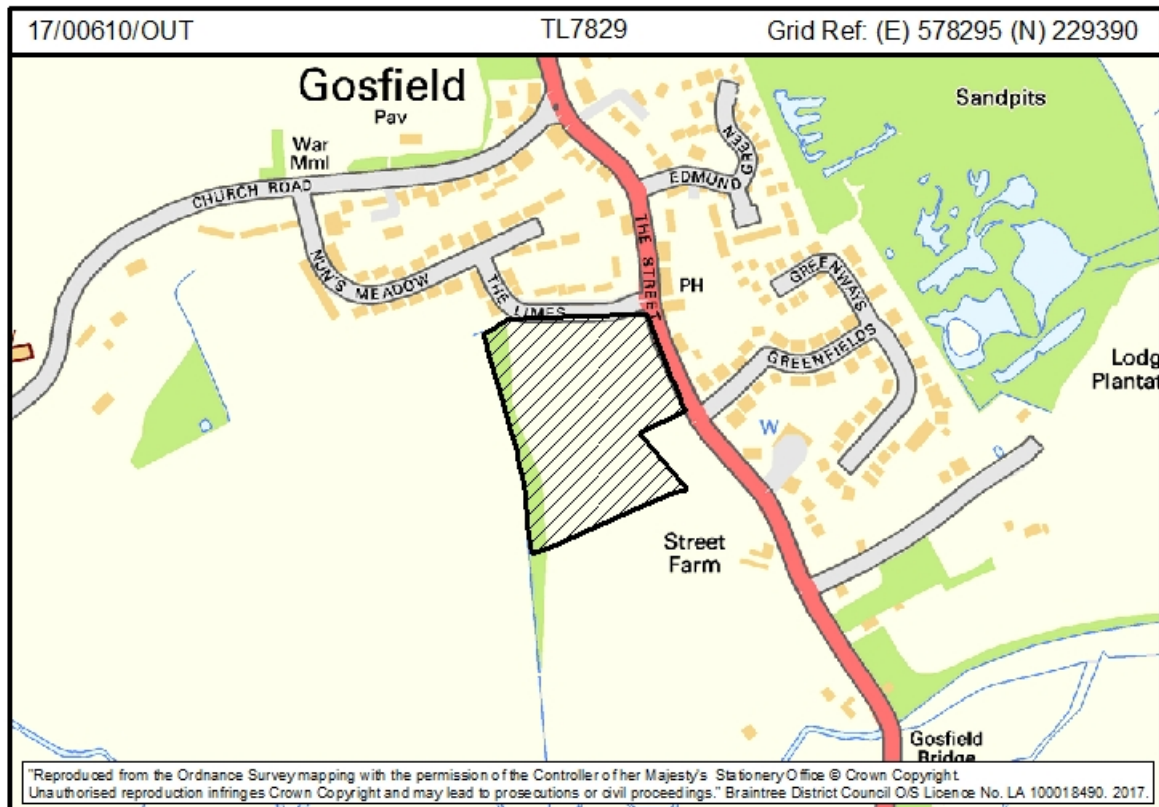 17/00610/OUT
TL7829
Grid Ref: (E) 578295 (N) 229390
Gosfield
Pav
War
Mml
Sandpits
CHURCH ROAD
NUN'S MEADOW
THE LIMES
THE STREET
EDMUND GREEN
PH
GREENWAYS
GREENFIELDS
Lodg
Plantat
W
Street
Farm
Gosfield
Bridge
"Reproduced from the Ordnance Survey mapping with the permission of the Controller of her Majesty's Stationery Office © Crown Copyright.
Unauthorised reproduction infringes Crown Copyright and may lead to prosecutions or civil proceedings." Braintree District Council O/S Licence No. LA 100018490. 2017.